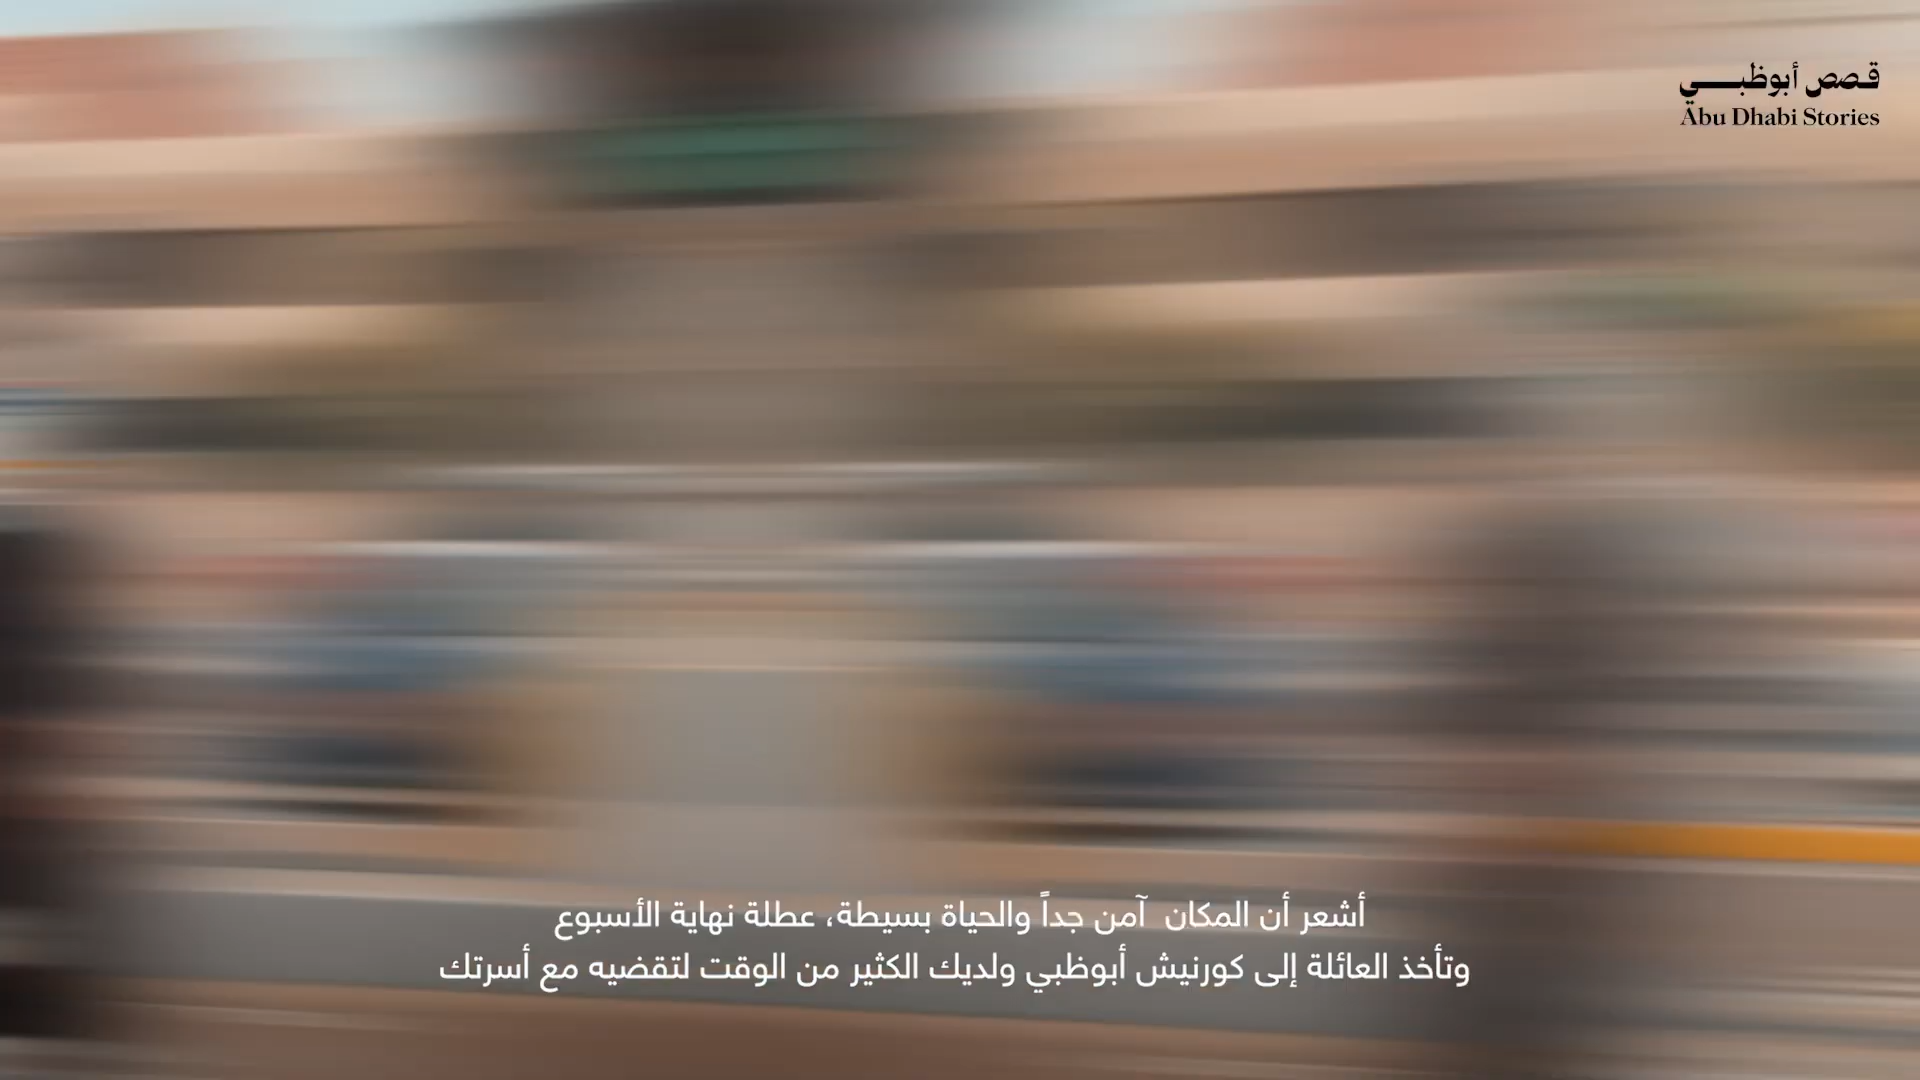 قصص أبوظبي
Abu Dhabi Stories
أشعر أن المكان آمن جداً والحياة بسيطة، عطلة نهاية الأسبوع
وتأخذ العائلة إلى كورنيش أبوظبي ولديك الكثير من الوقت لتقضيه مع أسرتك